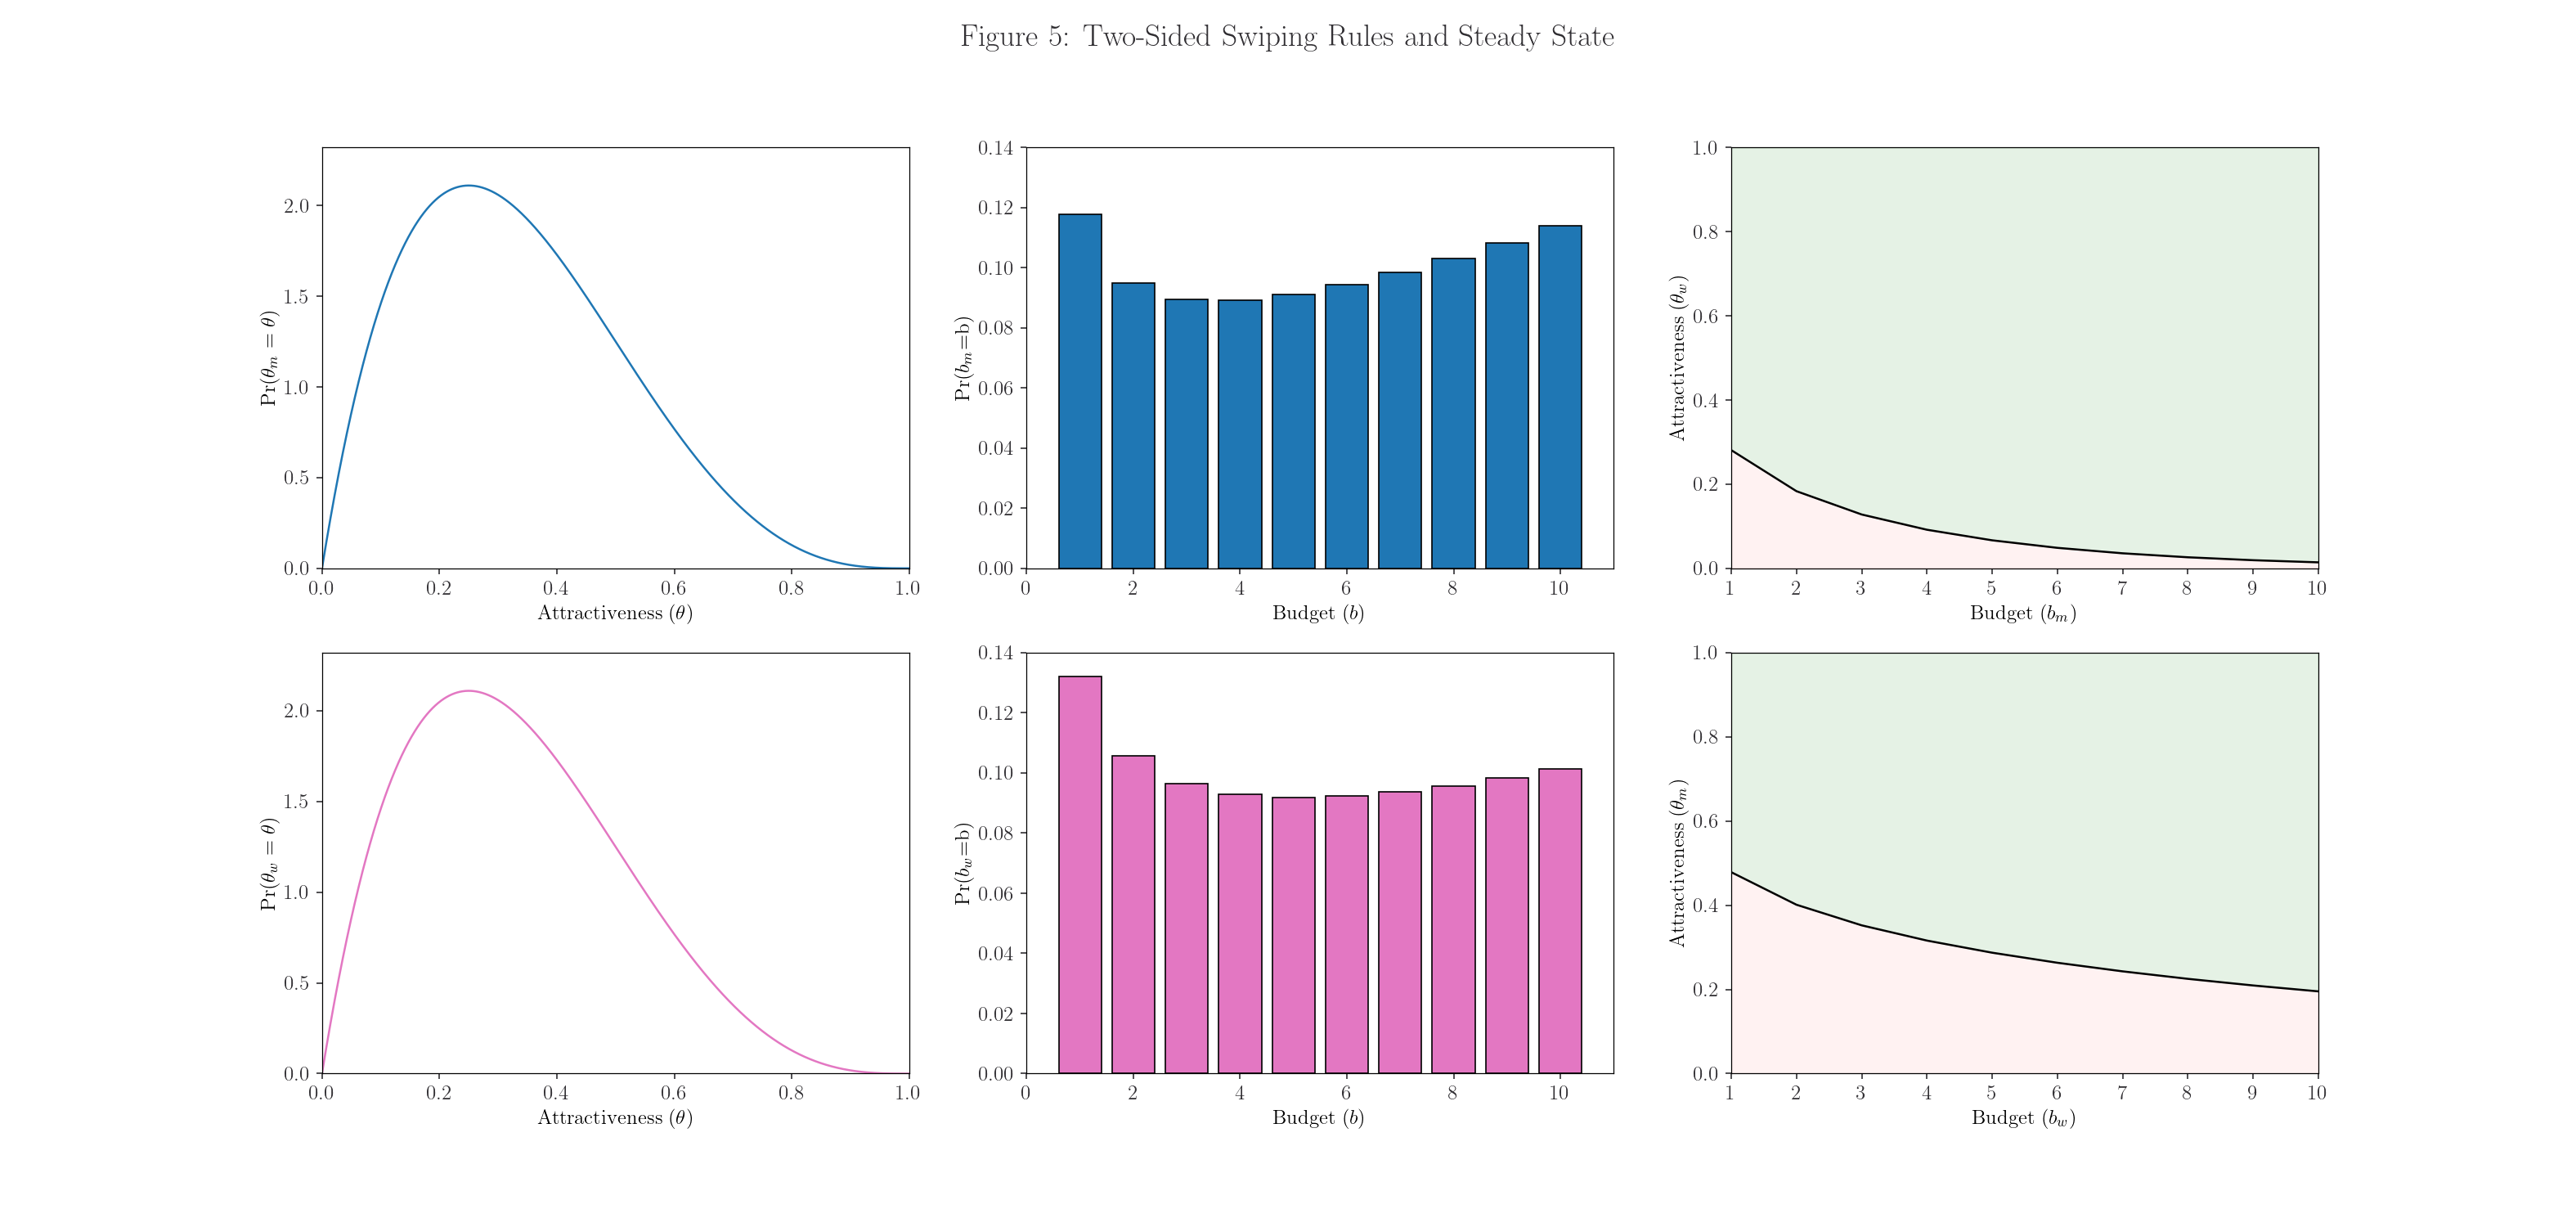 Figure 5: Two-Sided Swiping Rules and Steady State
Pr(θ_m = θ)
2.0
1.5
1.0
0.5
0.0
0.0 0.2 0.4 0.6 0.8 1.0
Attractiveness (θ)
Pr(b_m=b)
0.14
0.12
0.10
0.08
0.06
0.04
0.02
0.00
0 2 4 6 8 10
Budget (b)
Attractiveness (θ_w)
1.0
0.8
0.6
0.4
0.2
0.0
1 2 3 4 5 6 7 8 9 10
Budget (b_m)
Pr(θ_w = θ)
2.0
1.5
1.0
0.5
0.0
0.0 0.2 0.4 0.6 0.8 1.0
Attractiveness (θ)
Pr(b_w=b)
0.14
0.12
0.10
0.08
0.06
0.04
0.02
0.00
0 2 4 6 8 10
Budget (b)
Attractiveness (θ_m)
1.0
0.8
0.6
0.4
0.2
0.0
1 2 3 4 5 6 7 8 9 10
Budget (b_w)